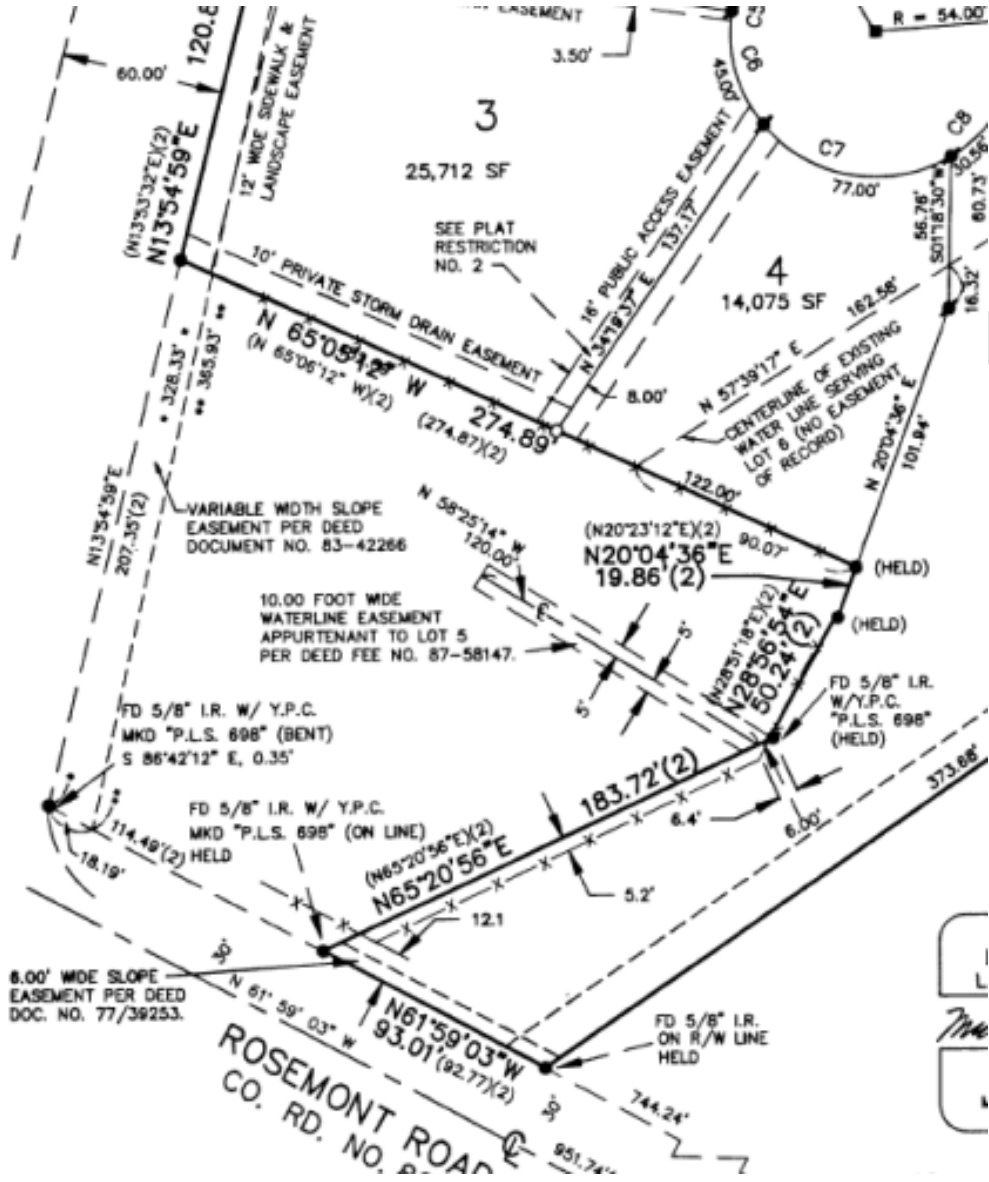 EASEMENT
R = 54.00'
3.50'
C6
45.00'
C7
77.00'
C8
30.56'
60.00'
120.
12' WIDE SIDEWALK &
LANDSCAPE EASEMENT
3
25,712 SF
(N13°53'32"E)(2)
N13°54'59"E
SEE PLAT
RESTRICTION
NO. 2
16' PUBLIC ACCESS EASEMENT
137.17'
N 34°19'37" E
4
14,075 SF
56.76'
S01°18'30"W
60.73'
16.32'
10' PRIVATE STORM DRAIN EASEMENT
N 65°05'12" W
274.89'
(N 65°06'12" W)(2)
(274.87)(2)
8.00'
162.58'
N 57°39'17" E
CENTERLINE OF EXISTING
WATER LINE SERVING
LOT 6 (NO EASEMENT
OF RECORD)
N 20°04'36" E
101.94'
* 328.33' *
** 365.93' **
N13°54'59"E
207.35'(2)
VARIABLE WIDTH SLOPE
EASEMENT PER DEED
DOCUMENT NO. 83-42266
122.00'
90.07'
N 58°25'14" W
120.00'
(N20°23'12"E)(2)
N20°04'36"E
19.86'(2)
(HELD)
(HELD)
10.00 FOOT WIDE
WATERLINE EASEMENT
APPURTENANT TO LOT 5
PER DEED FEE NO. 87-58147.
5'
5'
(N28°51'18"E)(2)
N28°56'54"E
50.24'(2)
FD 5/8" I.R.
W/Y.P.C.
"P.L.S. 698"
(HELD)
FD 5/8" I.R. W/ Y.P.C.
MKD "P.L.S. 698" (BENT)
S 86°42'12" E, 0.35'
*
**
114.49'(2)
18.19'
FD 5/8" I.R. W/ Y.P.C.
MKD "P.L.S. 698" (ON LINE)
HELD
183.72'(2)
(N65°20'56"E)(2)
N65°20'56"E
6.4'
6.00'
373.68'
5.2'
12.1
6.00' WIDE SLOPE
EASEMENT PER DEED
DOC. NO. 77/39253.
30'
N 61° 59' 03" W
N61°59'03"W
93.01'(92.77)(2)
FD 5/8" I.R.
ON R/W LINE
HELD
ROSEMONT ROAD
CO. RD. NO.
30'
744.24'
951.74'